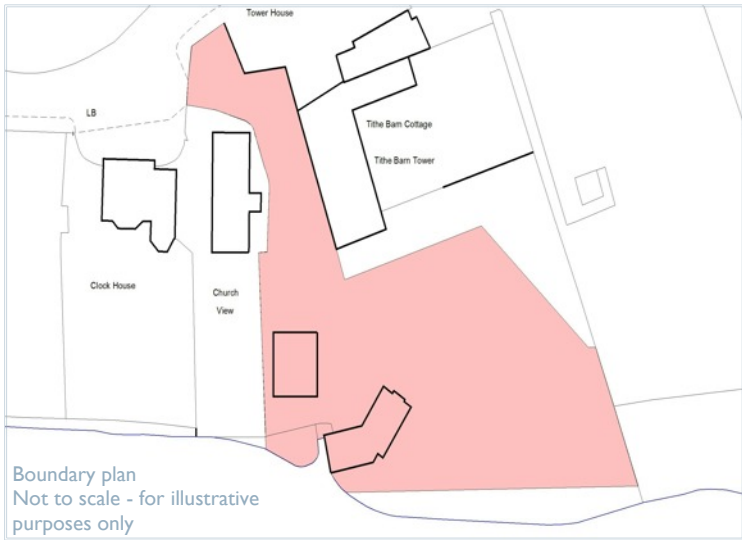 Tower House
LB
Tithe Barn Cottage
Tithe Barn Tower
Clock House
Church
View
Boundary plan
Not to scale - for illustrative
purposes only